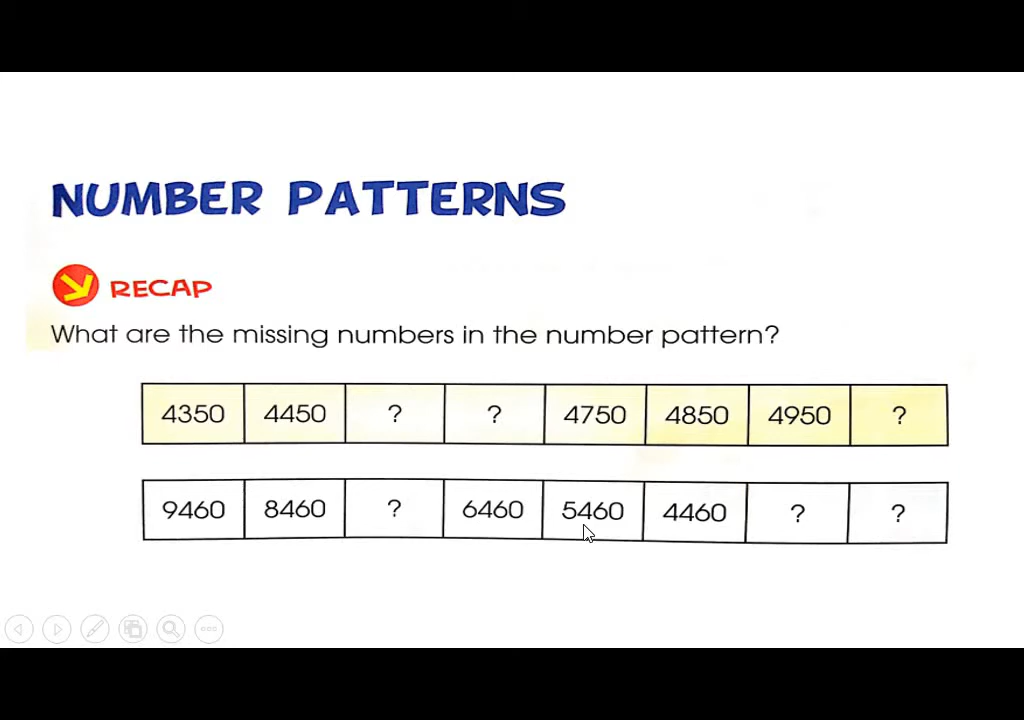 NUMBER PATTERNS
RECAP
What are the missing numbers in the number pattern?
4350 4450 ? ? 4750 4850 4950 ?
9460 8460 ? 6460 5460 4460 ? ?